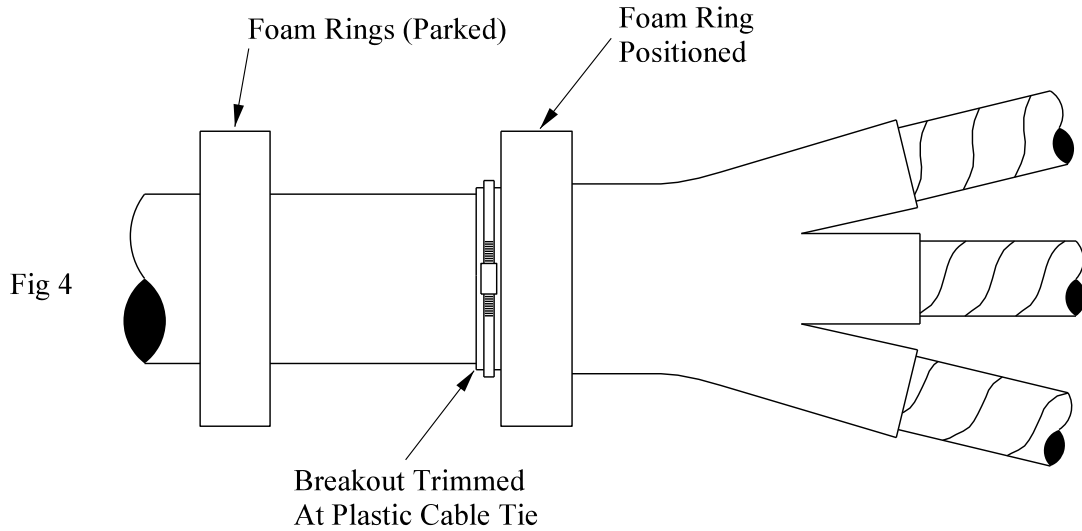 Foam Rings (Parked)
Foam Ring
Positioned
Fig 4
Breakout Trimmed
At Plastic Cable Tie